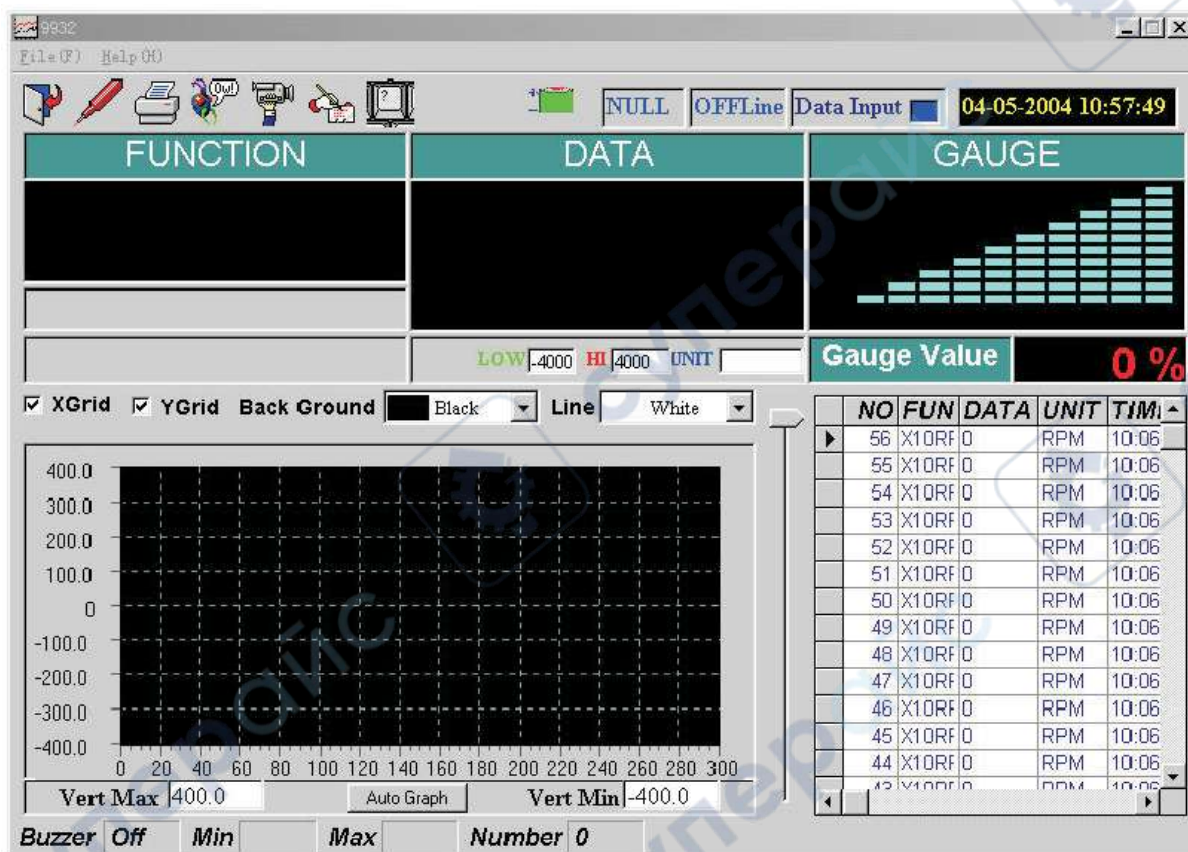 9932
File(F) Help(H)
Ow!
?
NULL OFFLine Data Input 04-05-2004 10:57:49
FUNCTION DATA GAUGE
LOW -4000 HI 4000 UNIT
Gauge Value 0 %
XGrid YGrid Back Ground Black Line White
NO FUN DATA UNIT TIM
56 X10RF 0 RPM 10:06
55 X10RF 0 RPM 10:06
54 X10RF 0 RPM 10:06
53 X10RF 0 RPM 10:06
52 X10RF 0 RPM 10:06
51 X10RF 0 RPM 10:06
50 X10RF 0 RPM 10:06
49 X10RF 0 RPM 10:06
48 X10RF 0 RPM 10:06
47 X10RF 0 RPM 10:06
46 X10RF 0 RPM 10:06
45 X10RF 0 RPM 10:06
44 X10RF 0 RPM 10:06
400.0
300.0
200.0
100.0
0
-100.0
-200.0
-300.0
-400.0
0 20 40 60 80 100 120 140 160 180 200 220 240 260 280 300
Vert Max 400.0 Auto Graph Vert Min -400.0
Buzzer Off Min Max Number 0
суперайс
суперайс